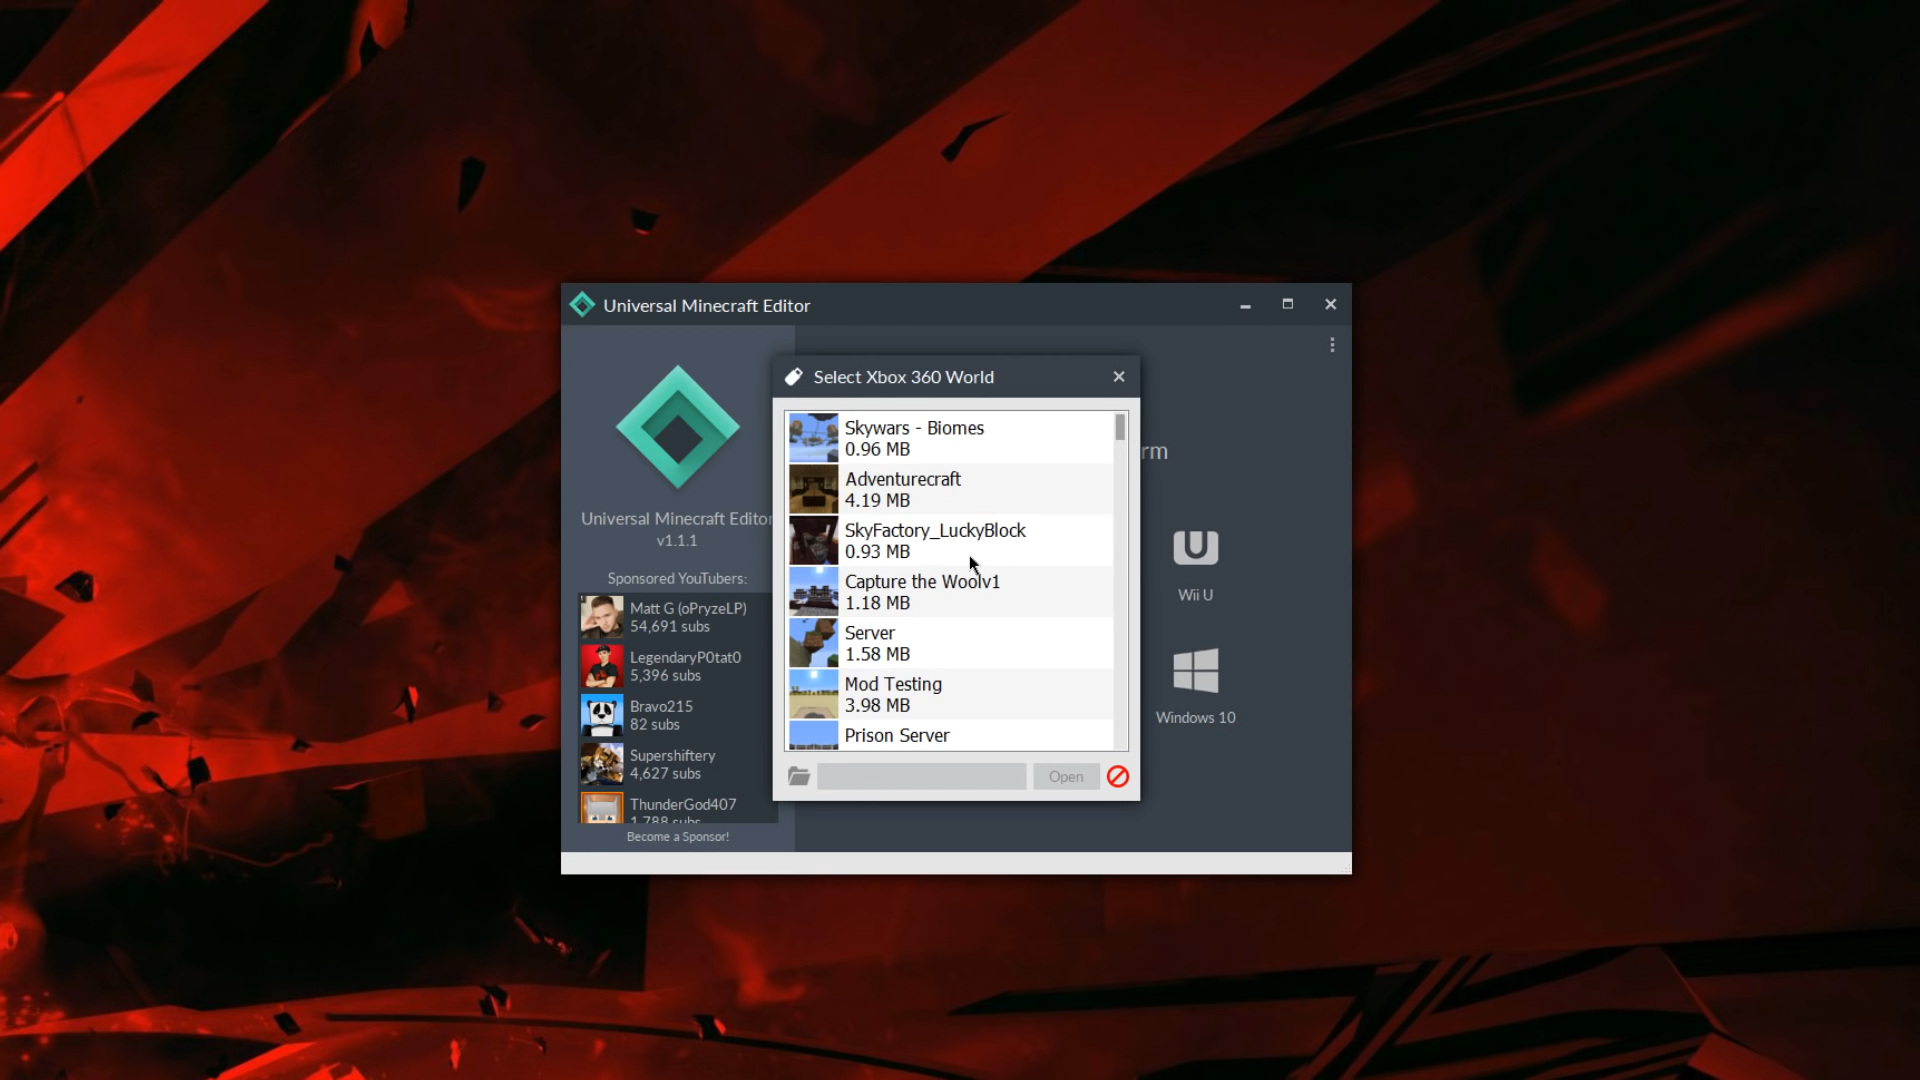 Universal Minecraft Editor
Select Xbox 360 World
rm
Skywars - Biomes
0.96 MB
Adventurecraft
4.19 MB
SkyFactory_LuckyBlock
0.93 MB
Capture the Woolv1
1.18 MB
Server
1.58 MB
Mod Testing
3.98 MB
Prison Server
Open
Universal Minecraft Editor
v1.1.1
Sponsored YouTubers:
Matt G (oPryzeLP)
54,691 subs
LegendaryP0tat0
5,396 subs
Bravo215
82 subs
Supershiftery
4,627 subs
ThunderGod407
1,788 subs
Become a Sponsor!
Wii U
Windows 10